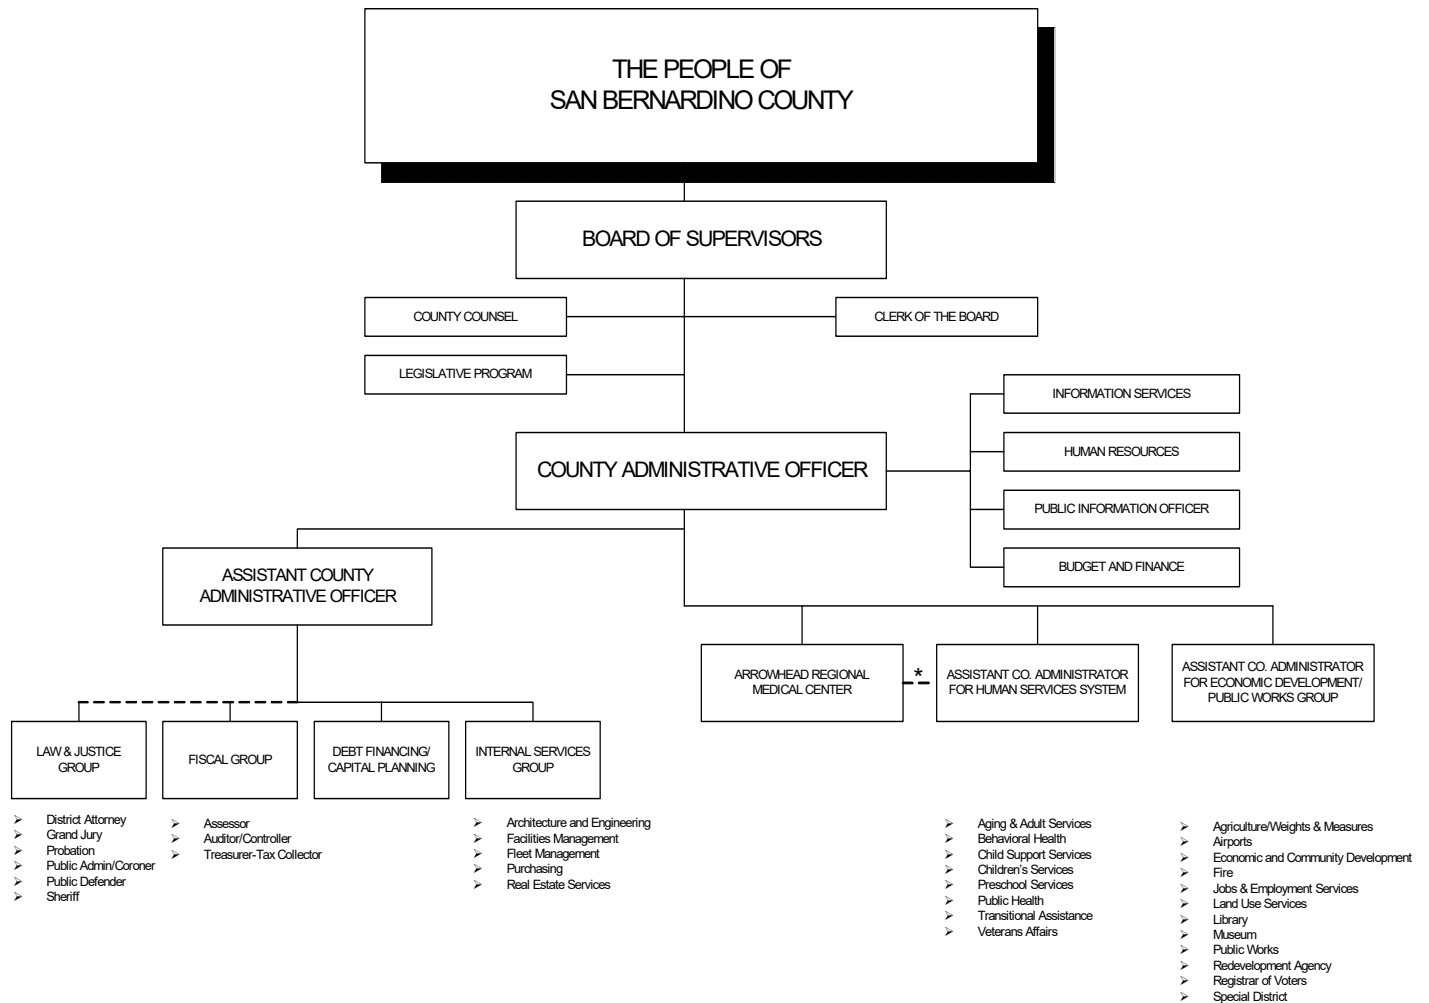 THE PEOPLE OF
SAN BERNARDINO COUNTY
BOARD OF SUPERVISORS
COUNTY COUNSEL
CLERK OF THE BOARD
LEGISLATIVE PROGRAM
INFORMATION SERVICES
HUMAN RESOURCES
COUNTY ADMINISTRATIVE OFFICER
PUBLIC INFORMATION OFFICER
BUDGET AND FINANCE
ASSISTANT COUNTY
ADMINISTRATIVE OFFICER
ARROWHEAD REGIONAL
MEDICAL CENTER
*
ASSISTANT CO. ADMINISTRATOR
FOR HUMAN SERVICES SYSTEM
ASSISTANT CO. ADMINISTRATOR
FOR ECONOMIC DEVELOPMENT/
PUBLIC WORKS GROUP
LAW & JUSTICE
GROUP
FISCAL GROUP
DEBT FINANCING/
CAPITAL PLANNING
INTERNAL SERVICES
GROUP
➢ District Attorney
➢ Grand Jury
➢ Probation
➢ Public Admin/Coroner
➢ Public Defender
➢ Sheriff
➢ Assessor
➢ Auditor/Controller
➢ Treasurer-Tax Collector
➢ Architecture and Engineering
➢ Facilities Management
➢ Fleet Management
➢ Purchasing
➢ Real Estate Services
➢ Aging & Adult Services
➢ Behavioral Health
➢ Child Support Services
➢ Children's Services
➢ Preschool Services
➢ Public Health
➢ Transitional Assistance
➢ Veterans Affairs
➢ Agriculture/Weights & Measures
➢ Airports
➢ Economic and Community Development
➢ Fire
➢ Jobs & Employment Services
➢ Land Use Services
➢ Library
➢ Museum
➢ Public Works
➢ Redevelopment Agency
➢ Registrar of Voters
➢ Special District